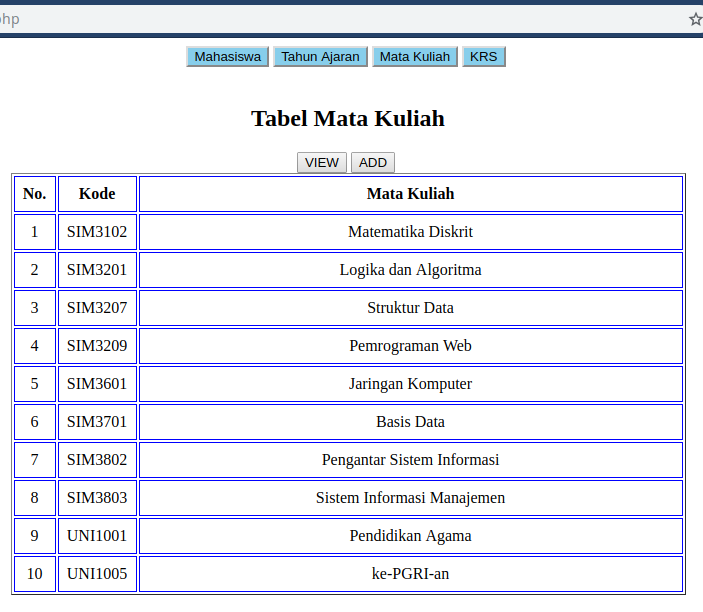 php
Mahasiswa Tahun Ajaran Mata Kuliah KRS
Tabel Mata Kuliah
VIEW ADD
No. Kode Mata Kuliah
1 SIM3102 Matematika Diskrit
2 SIM3201 Logika dan Algoritma
3 SIM3207 Struktur Data
4 SIM3209 Pemrograman Web
5 SIM3601 Jaringan Komputer
6 SIM3701 Basis Data
7 SIM3802 Pengantar Sistem Informasi
8 SIM3803 Sistem Informasi Manajemen
9 UNI1001 Pendidikan Agama
10 UNI1005 ke-PGRI-an